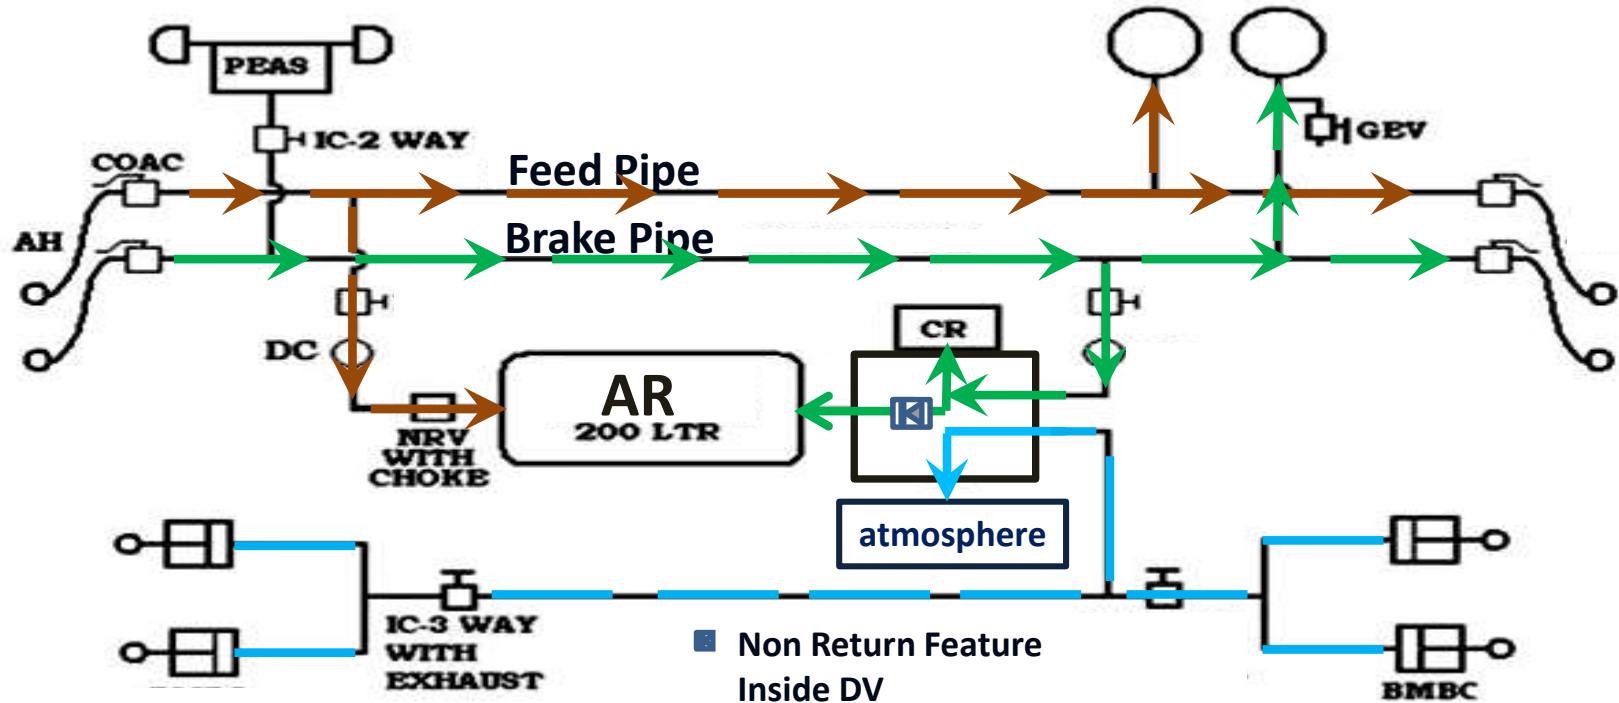 PEAS
IC-2 WAY
GEV
COAC
Feed Pipe
AH
Brake Pipe
DC
CR
AR
200 LTR
NRV
WITH
CHOKE
atmosphere
IC-3 WAY
WITH
EXHAUST
Non Return Feature
Inside DV
BMBC